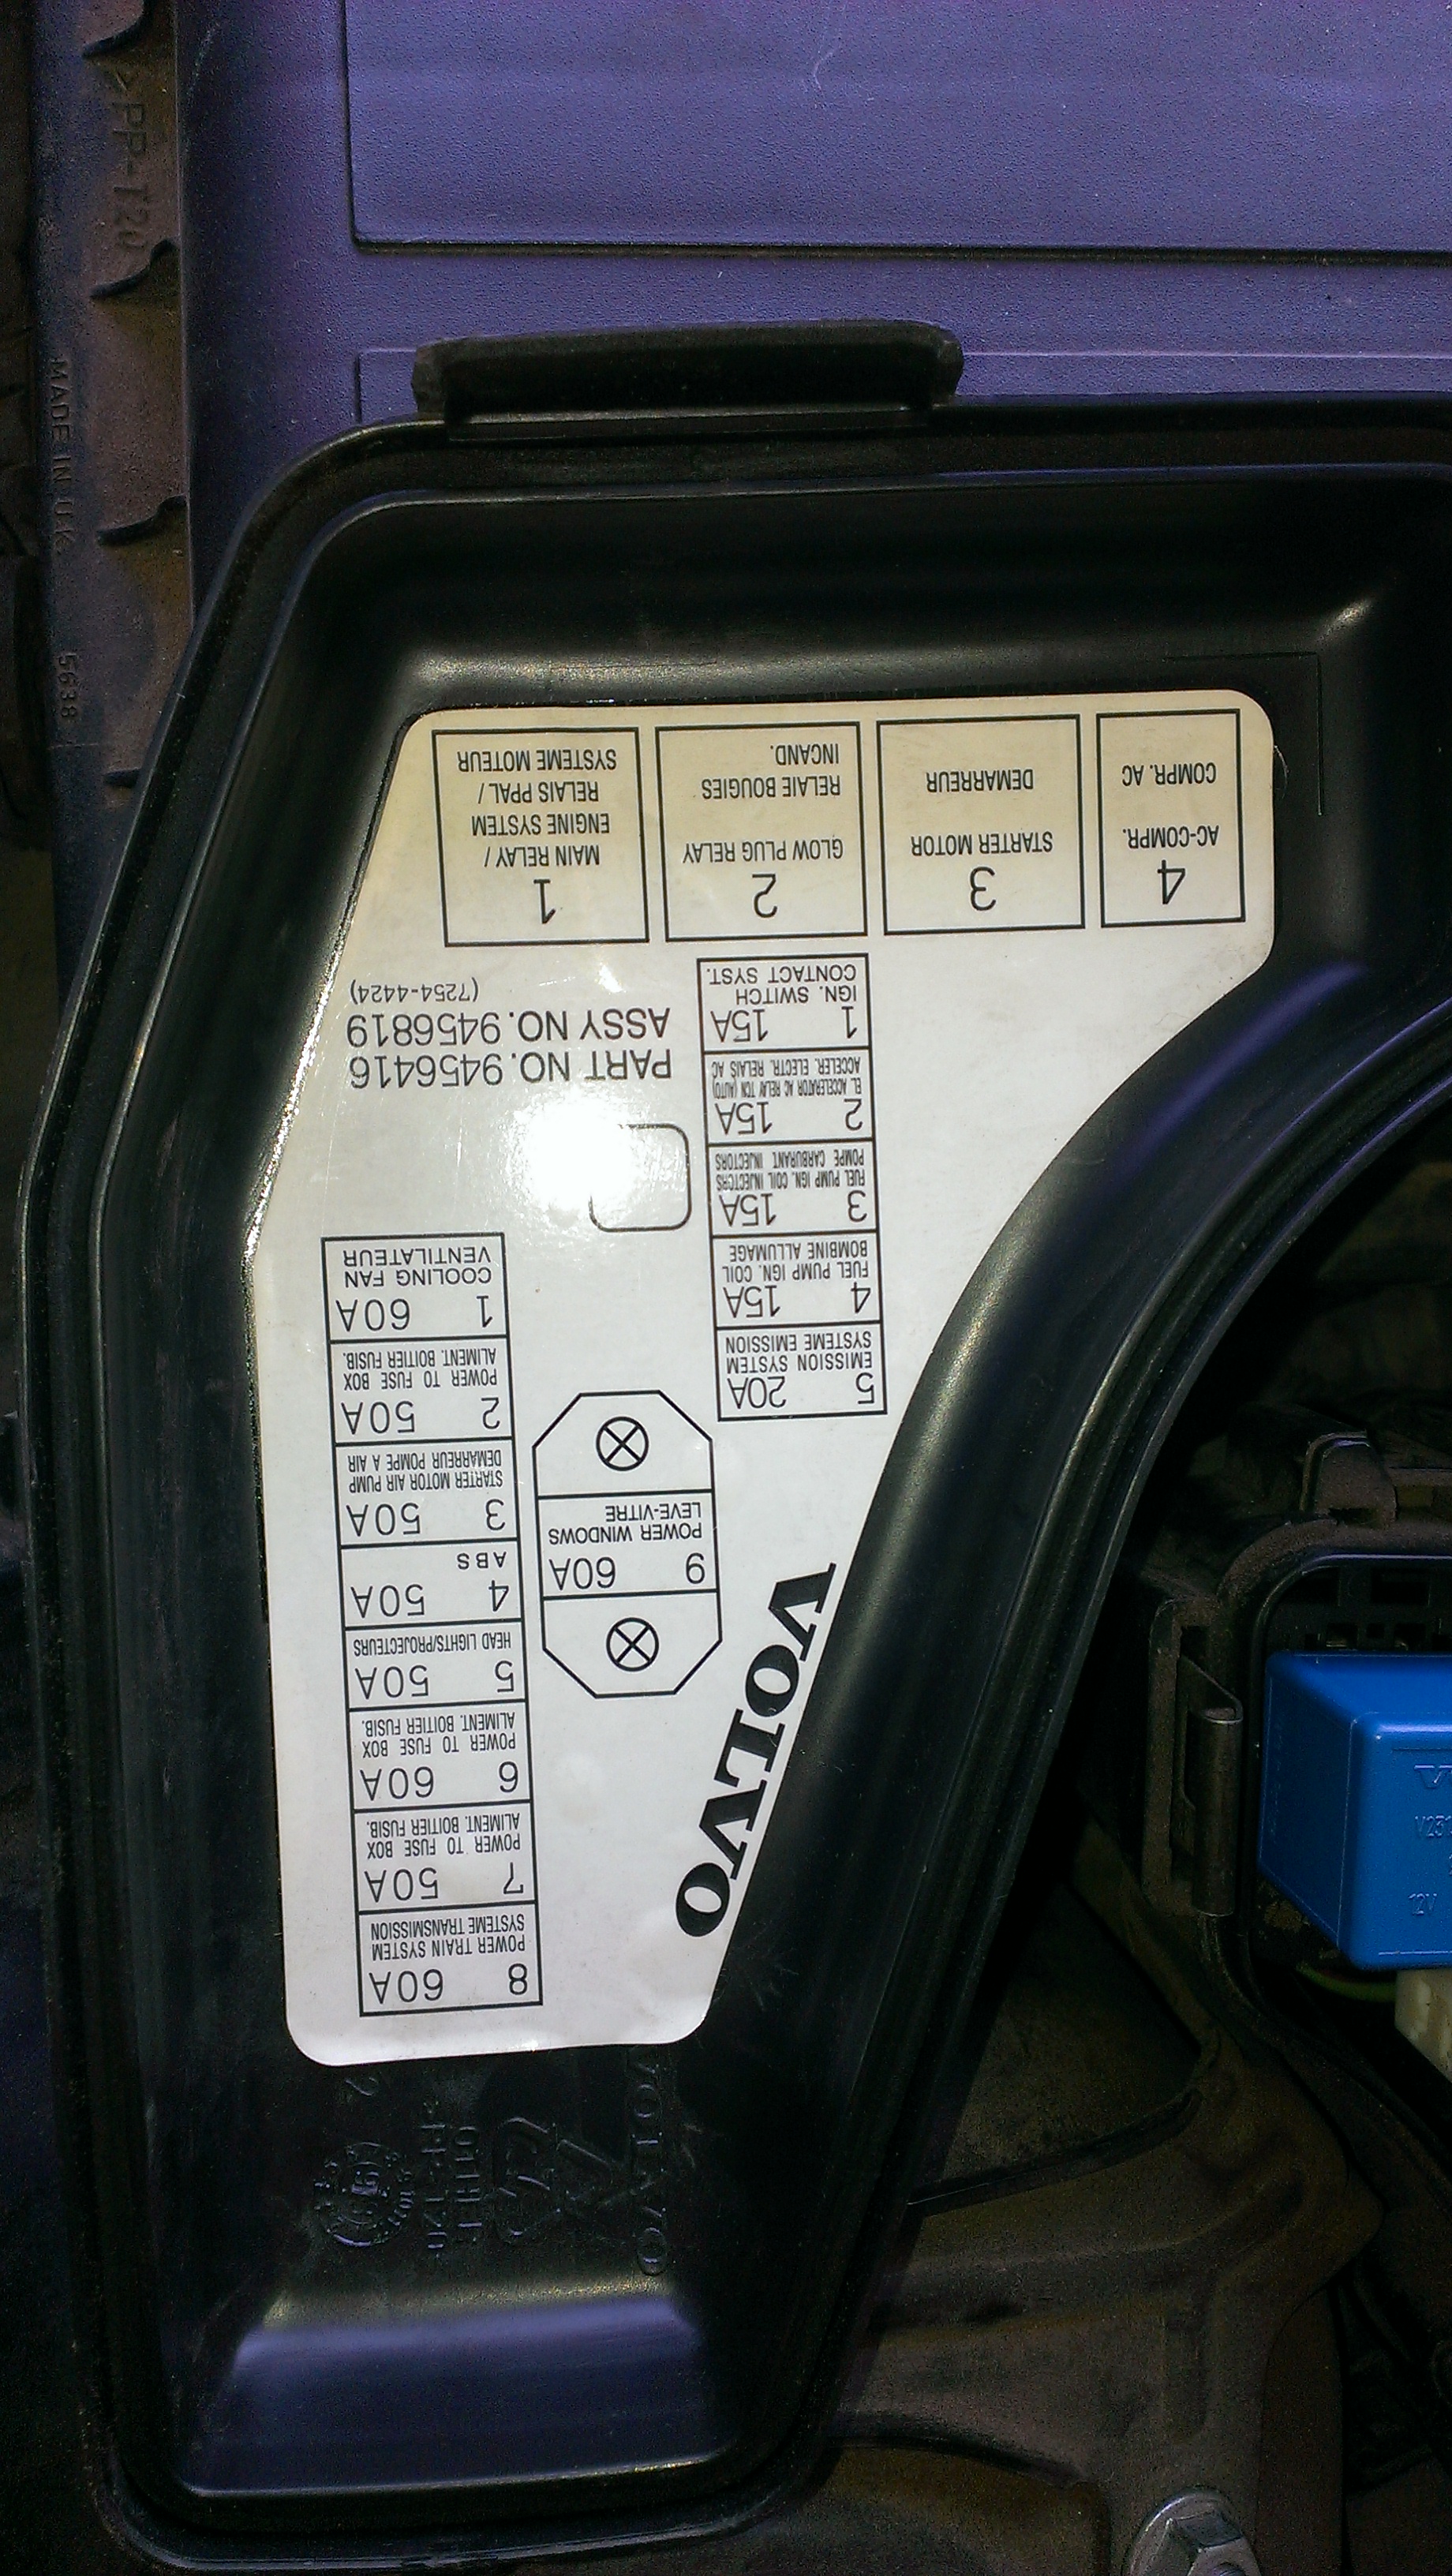 8 60A
POWER TRAIN SYSTEM
SYSTEME TRANSMISSION
7 50A
POWER TO FUSE BOX
ALIMENT. BOITIER FUSIB.
6 60A
POWER TO FUSE BOX
ALIMENT. BOITIER FUSIB.
5 50A
HEAD LIGHTS/PROJECTEURS
4 50A
ABS
3 50A
STARTER MOTOR AIR PUMP
DEMARREUR POMPE A AIR
2 50A
POWER TO FUSE BOX
ALIMENT. BOITIER FUSIB.
1 60A
COOLING FAN
VENTILATEUR
VOLVO
9 60A
POWER WINDOWS
LEVE-VITRE
5 20A
EMISSION SYSTEM
SYSTEME EMISSION
4 15A
FUEL PUMP IGN. COIL
BOMBINE ALLUMAGE
3 15A
FUEL PUMP IGN. COIL INJECTORS
POMPE CARBURANT INJECTORS
2 15A
EL ACCELERATOR AC RELAY TCM (AUTO)
ACCELER. ELECTR. RELAIS AC
1 15A
IGN. SWITCH
CONTACT SYST.
PART NO. 9456416
ASSY NO. 9456819
(7254-4424)
4
AC-COMPR.
COMPR. AC
3
STARTER MOTOR
DEMARREUR
2
GLOW PLUG RELAY
RELAIE BOUGIES
INCAND.
1
MAIN RELAY /
ENGINE SYSTEM
RELAIS PPAL /
SYSTEME MOTEUR
>PP-T20
MADE IN U.K.
5638
VOLVO
12V